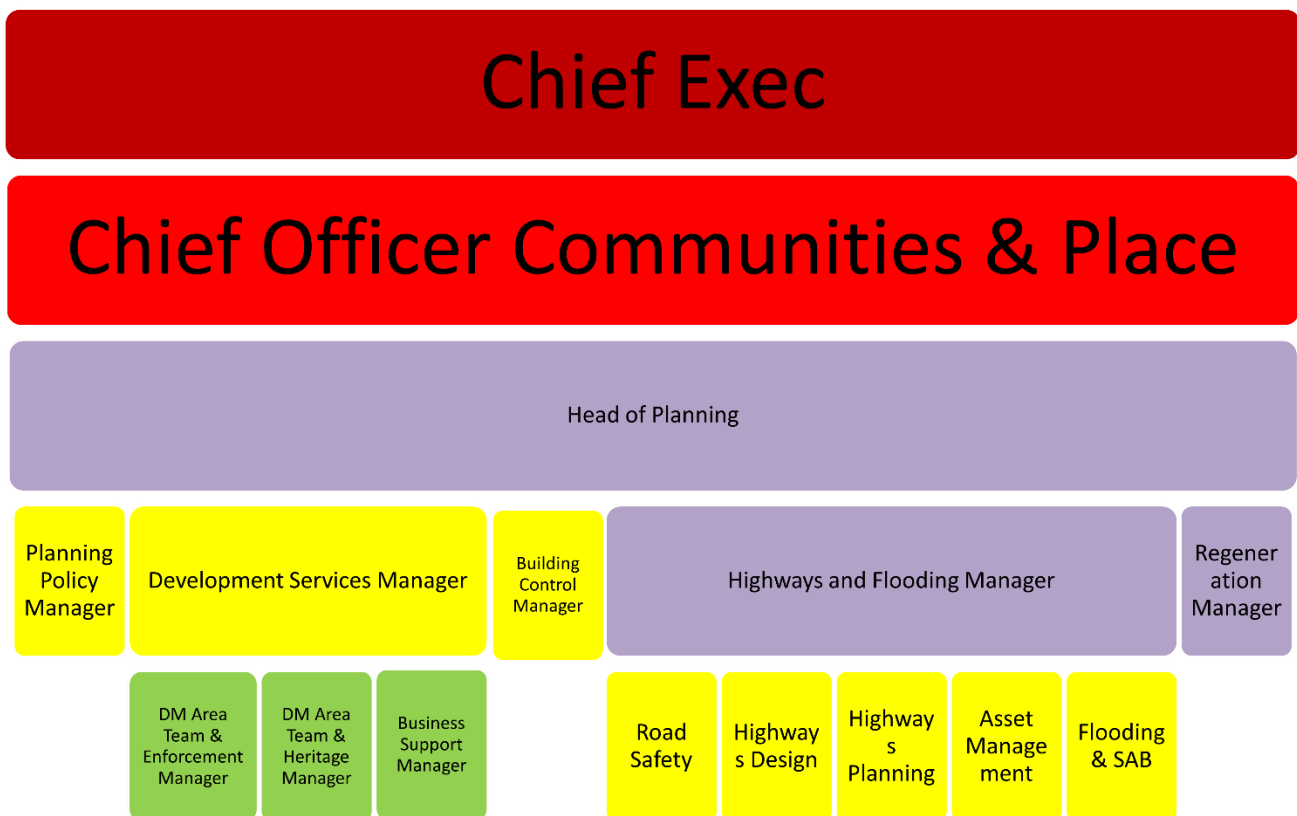 Chief Exec
Chief Officer Communities & Place
Head of Planning
Planning
Policy
Manager
Development Services Manager
Building
Control
Manager
Highways and Flooding Manager
Regener
ation
Manager
DM Area
Team &
Enforcement
Manager
DM Area
Team &
Heritage
Manager
Business
Support
Manager
Road
Safety
Highway
s Design
Highway
s
Planning
Asset
Manage
ment
Flooding
& SAB